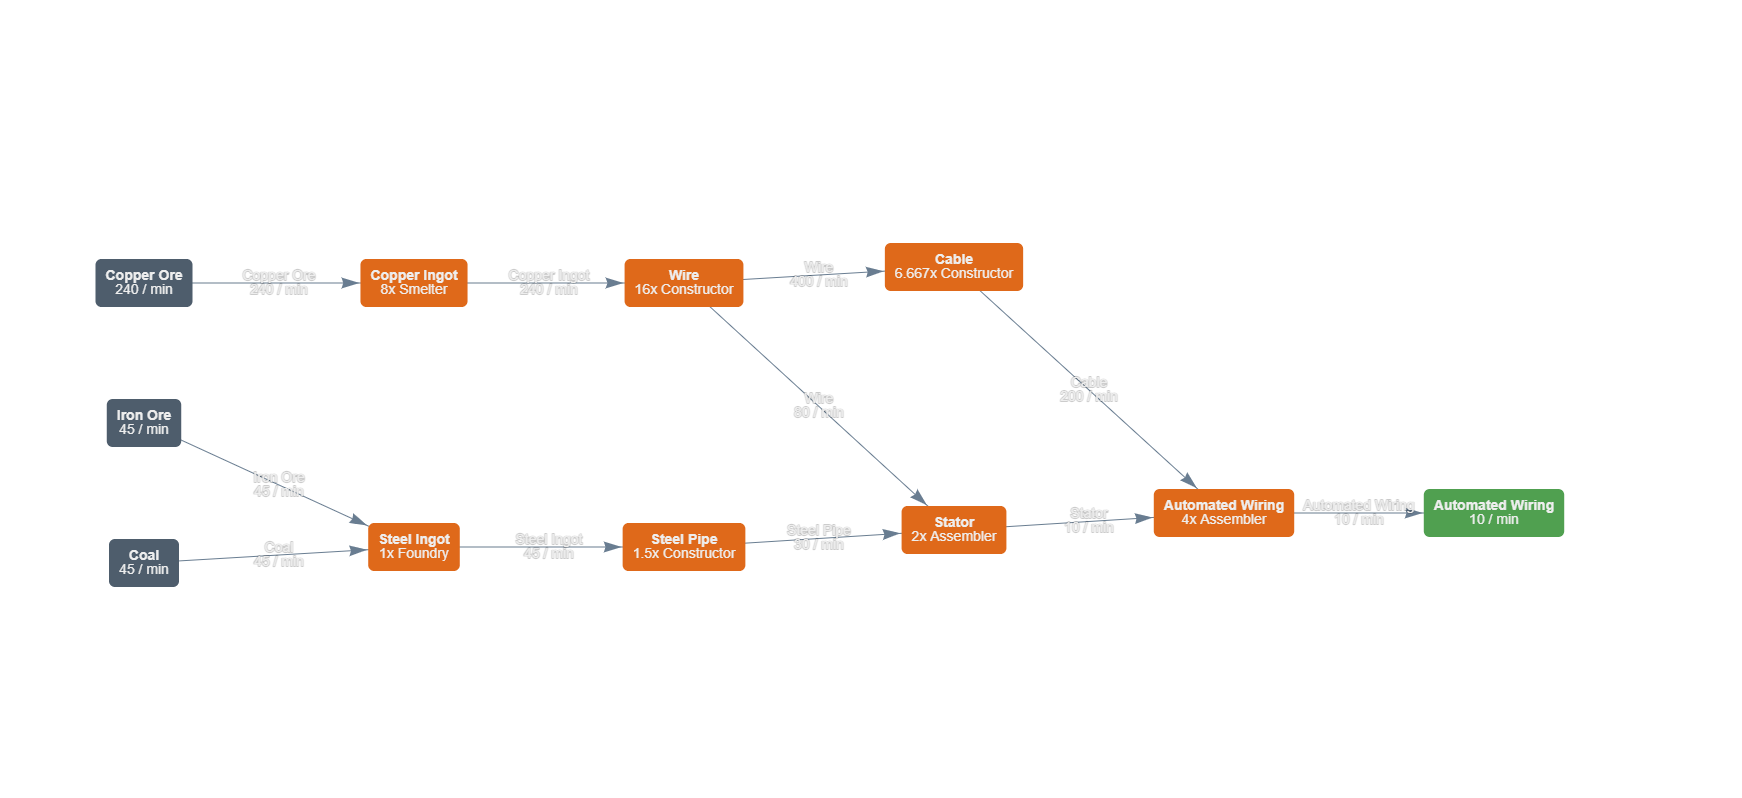 Copper Ore
240 / min
Copper Ore
240 / min
Copper Ingot
8x Smelter
Copper Ingot
240 / min
Wire
16x Constructor
Wire
400 / min
Cable
6.667x Constructor
Iron Ore
45 / min
Wire
80 / min
Cable
200 / min
Iron Ore
45 / min
Coal
45 / min
Coal
45 / min
Steel Ingot
1x Foundry
Steel Ingot
45 / min
Steel Pipe
1.5x Constructor
Steel Pipe
30 / min
Stator
2x Assembler
Stator
10 / min
Automated Wiring
4x Assembler
Automated Wiring
10 / min
Automated Wiring
10 / min